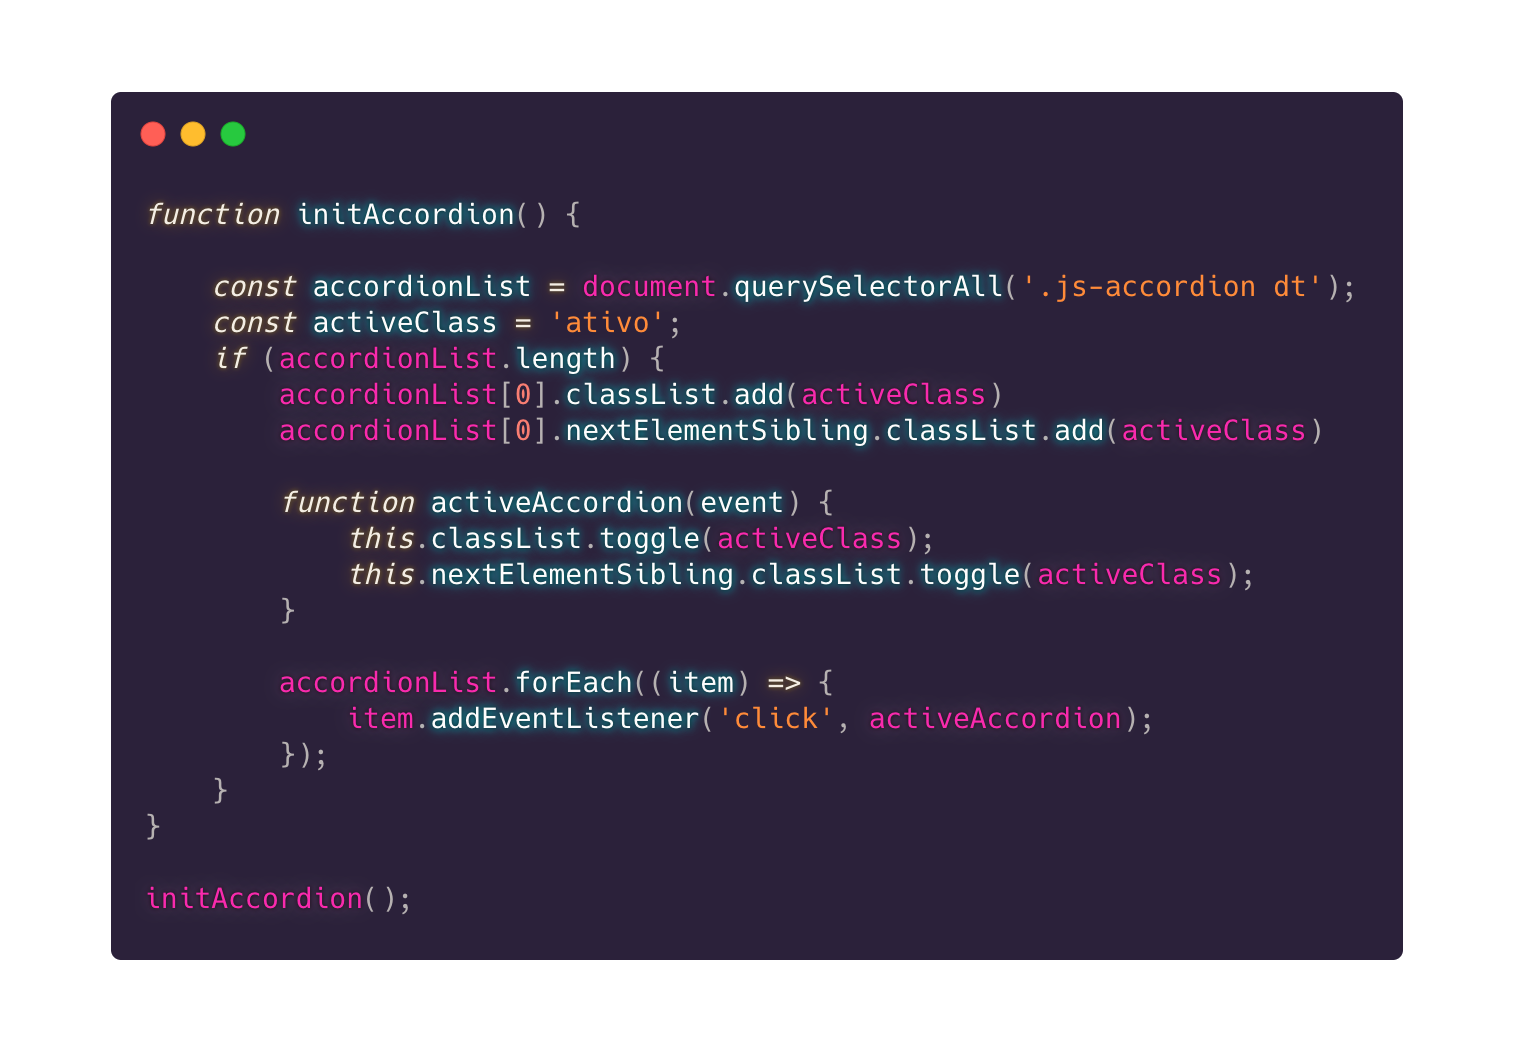 function initAccordion() {

    const accordionList = document.querySelectorAll('.js-accordion dt');
    const activeClass = 'ativo';
    if (accordionList.length) {
        accordionList[0].classList.add(activeClass)
        accordionList[0].nextElementSibling.classList.add(activeClass)

        function activeAccordion(event) {
            this.classList.toggle(activeClass);
            this.nextElementSibling.classList.toggle(activeClass);
        }

        accordionList.forEach((item) => {
            item.addEventListener('click', activeAccordion);
        });
    }
}

initAccordion();